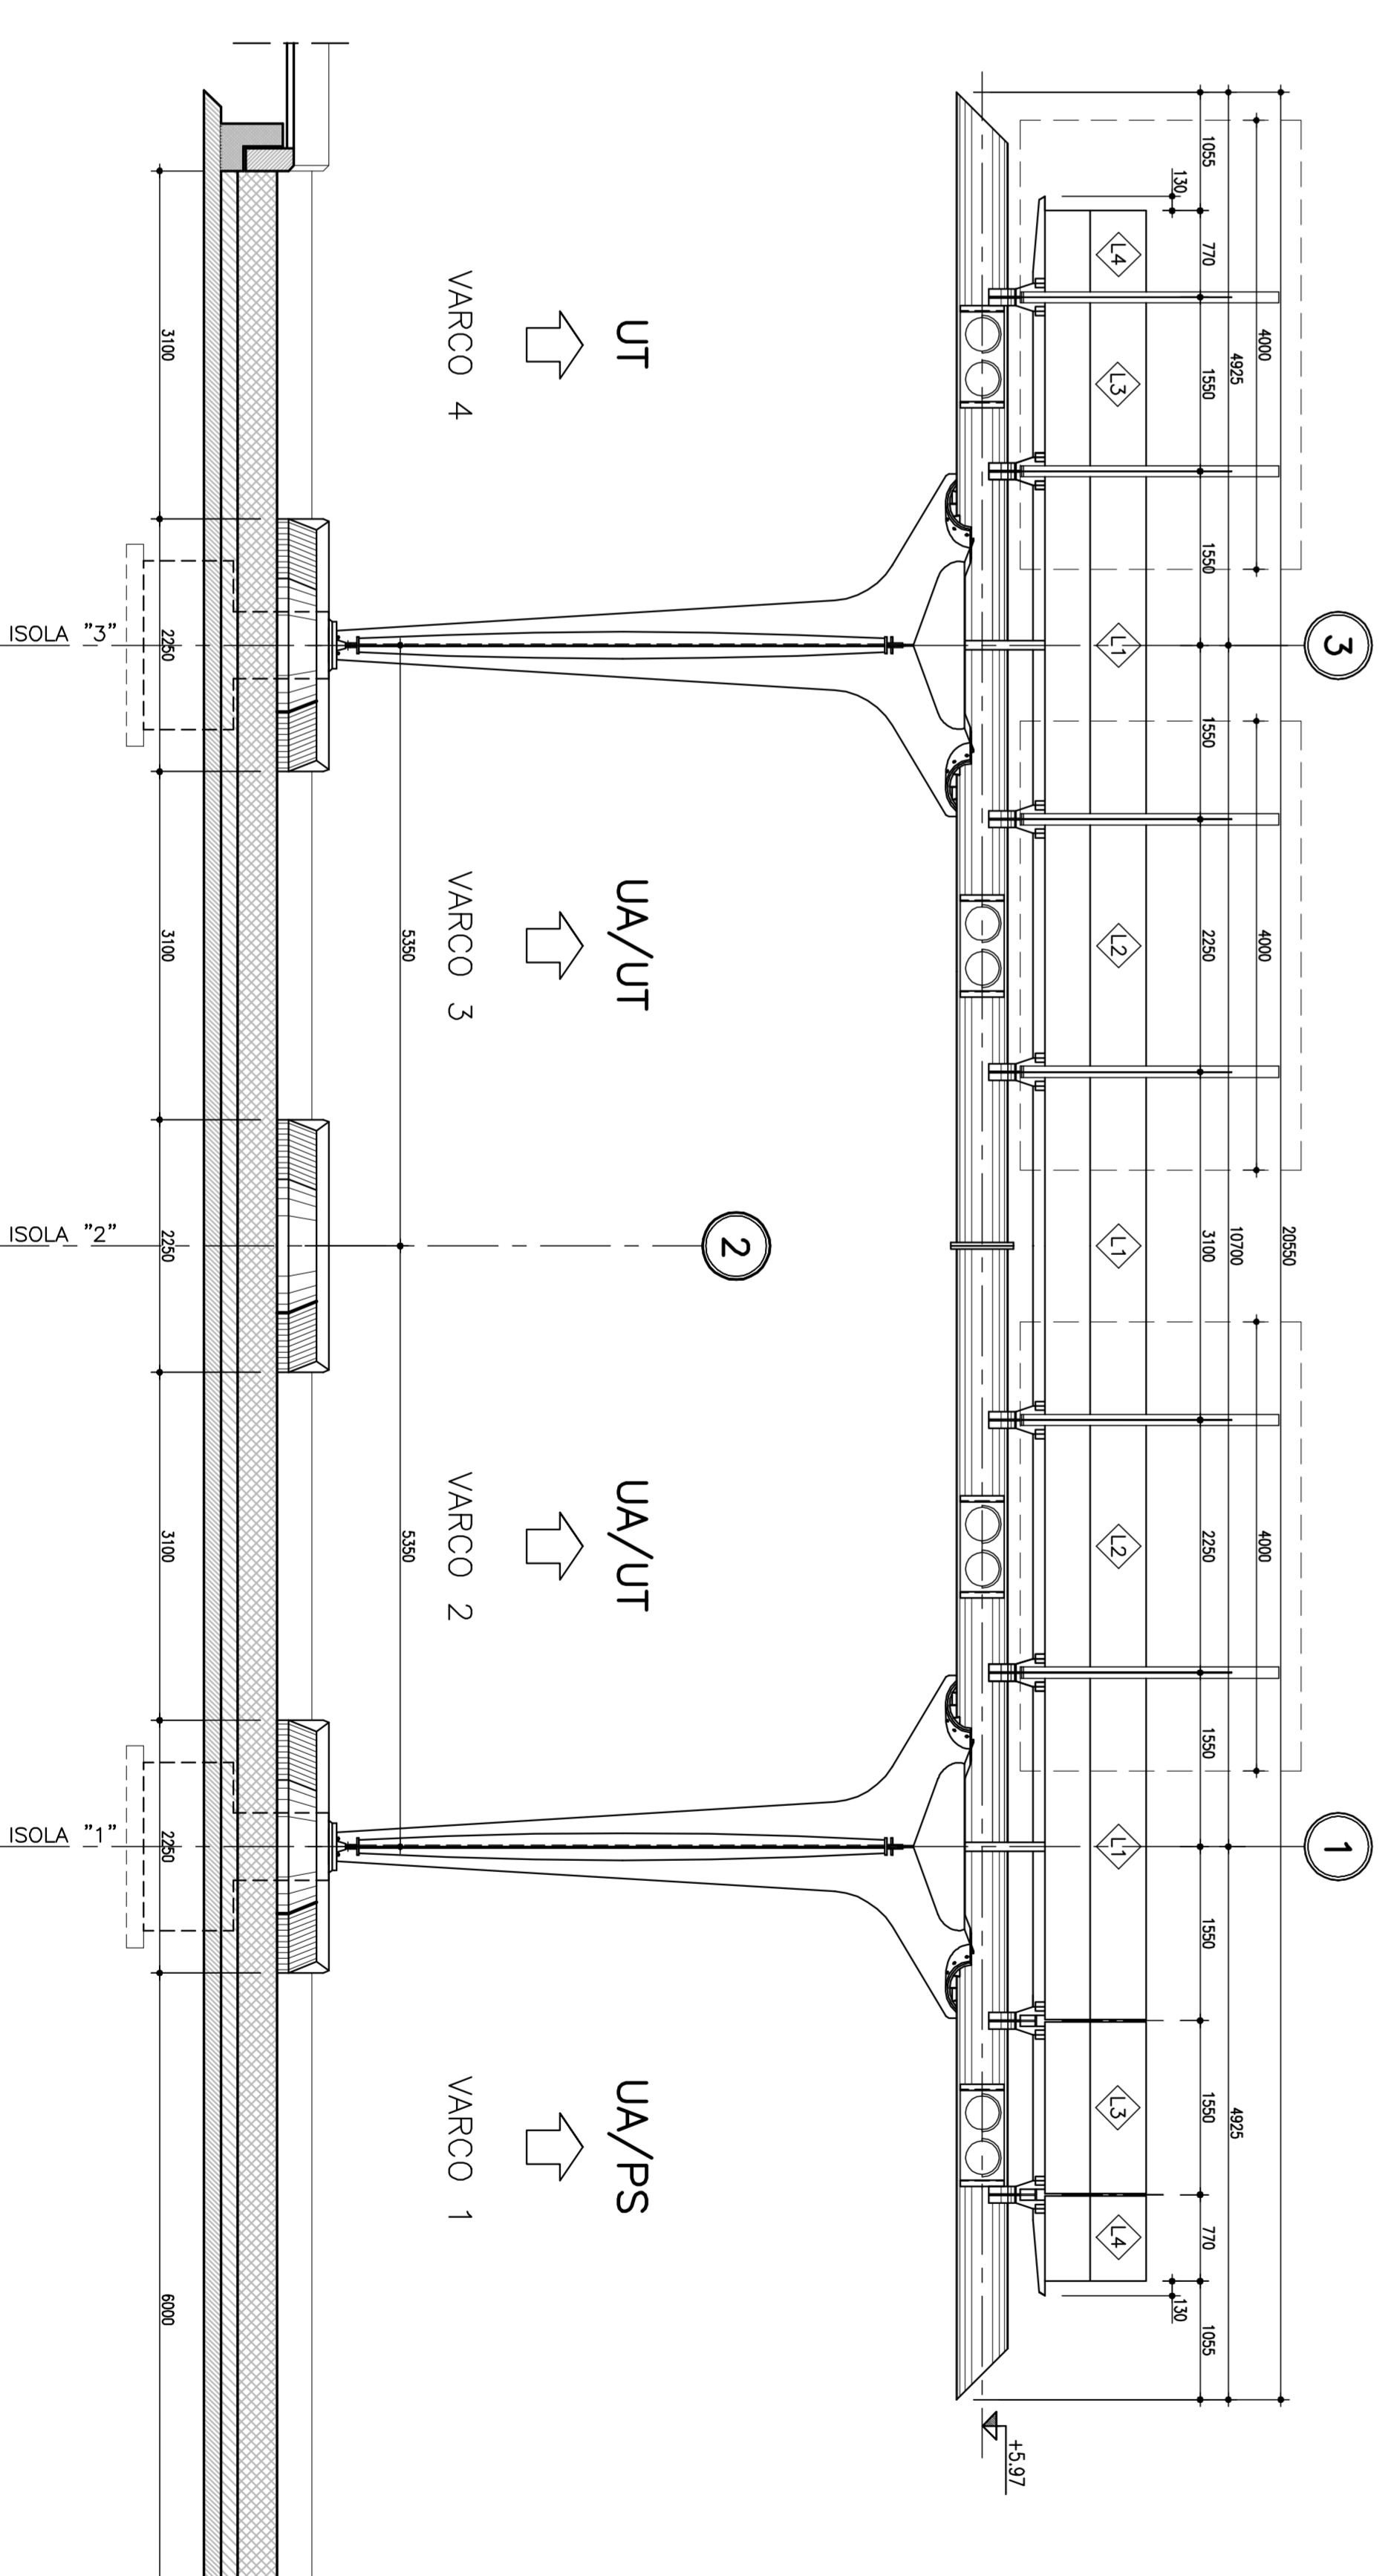 20550
4925
10700
4925
1055
770
1550
1550
1550
2250
3100
2250
1550
1550
1550
770
1055
4000
4000
4000
130
130
3
1
L4
L3
L1
L2
L1
L2
L1
L3
L4
+5.97
2
UT
UA/UT
UA/UT
UA/PS
VARCO 4
VARCO 3
VARCO 2
VARCO 1
5350
5350
3100
2250
3100
2250
3100
2250
6000
ISOLA "3"
ISOLA "2"
ISOLA "1"